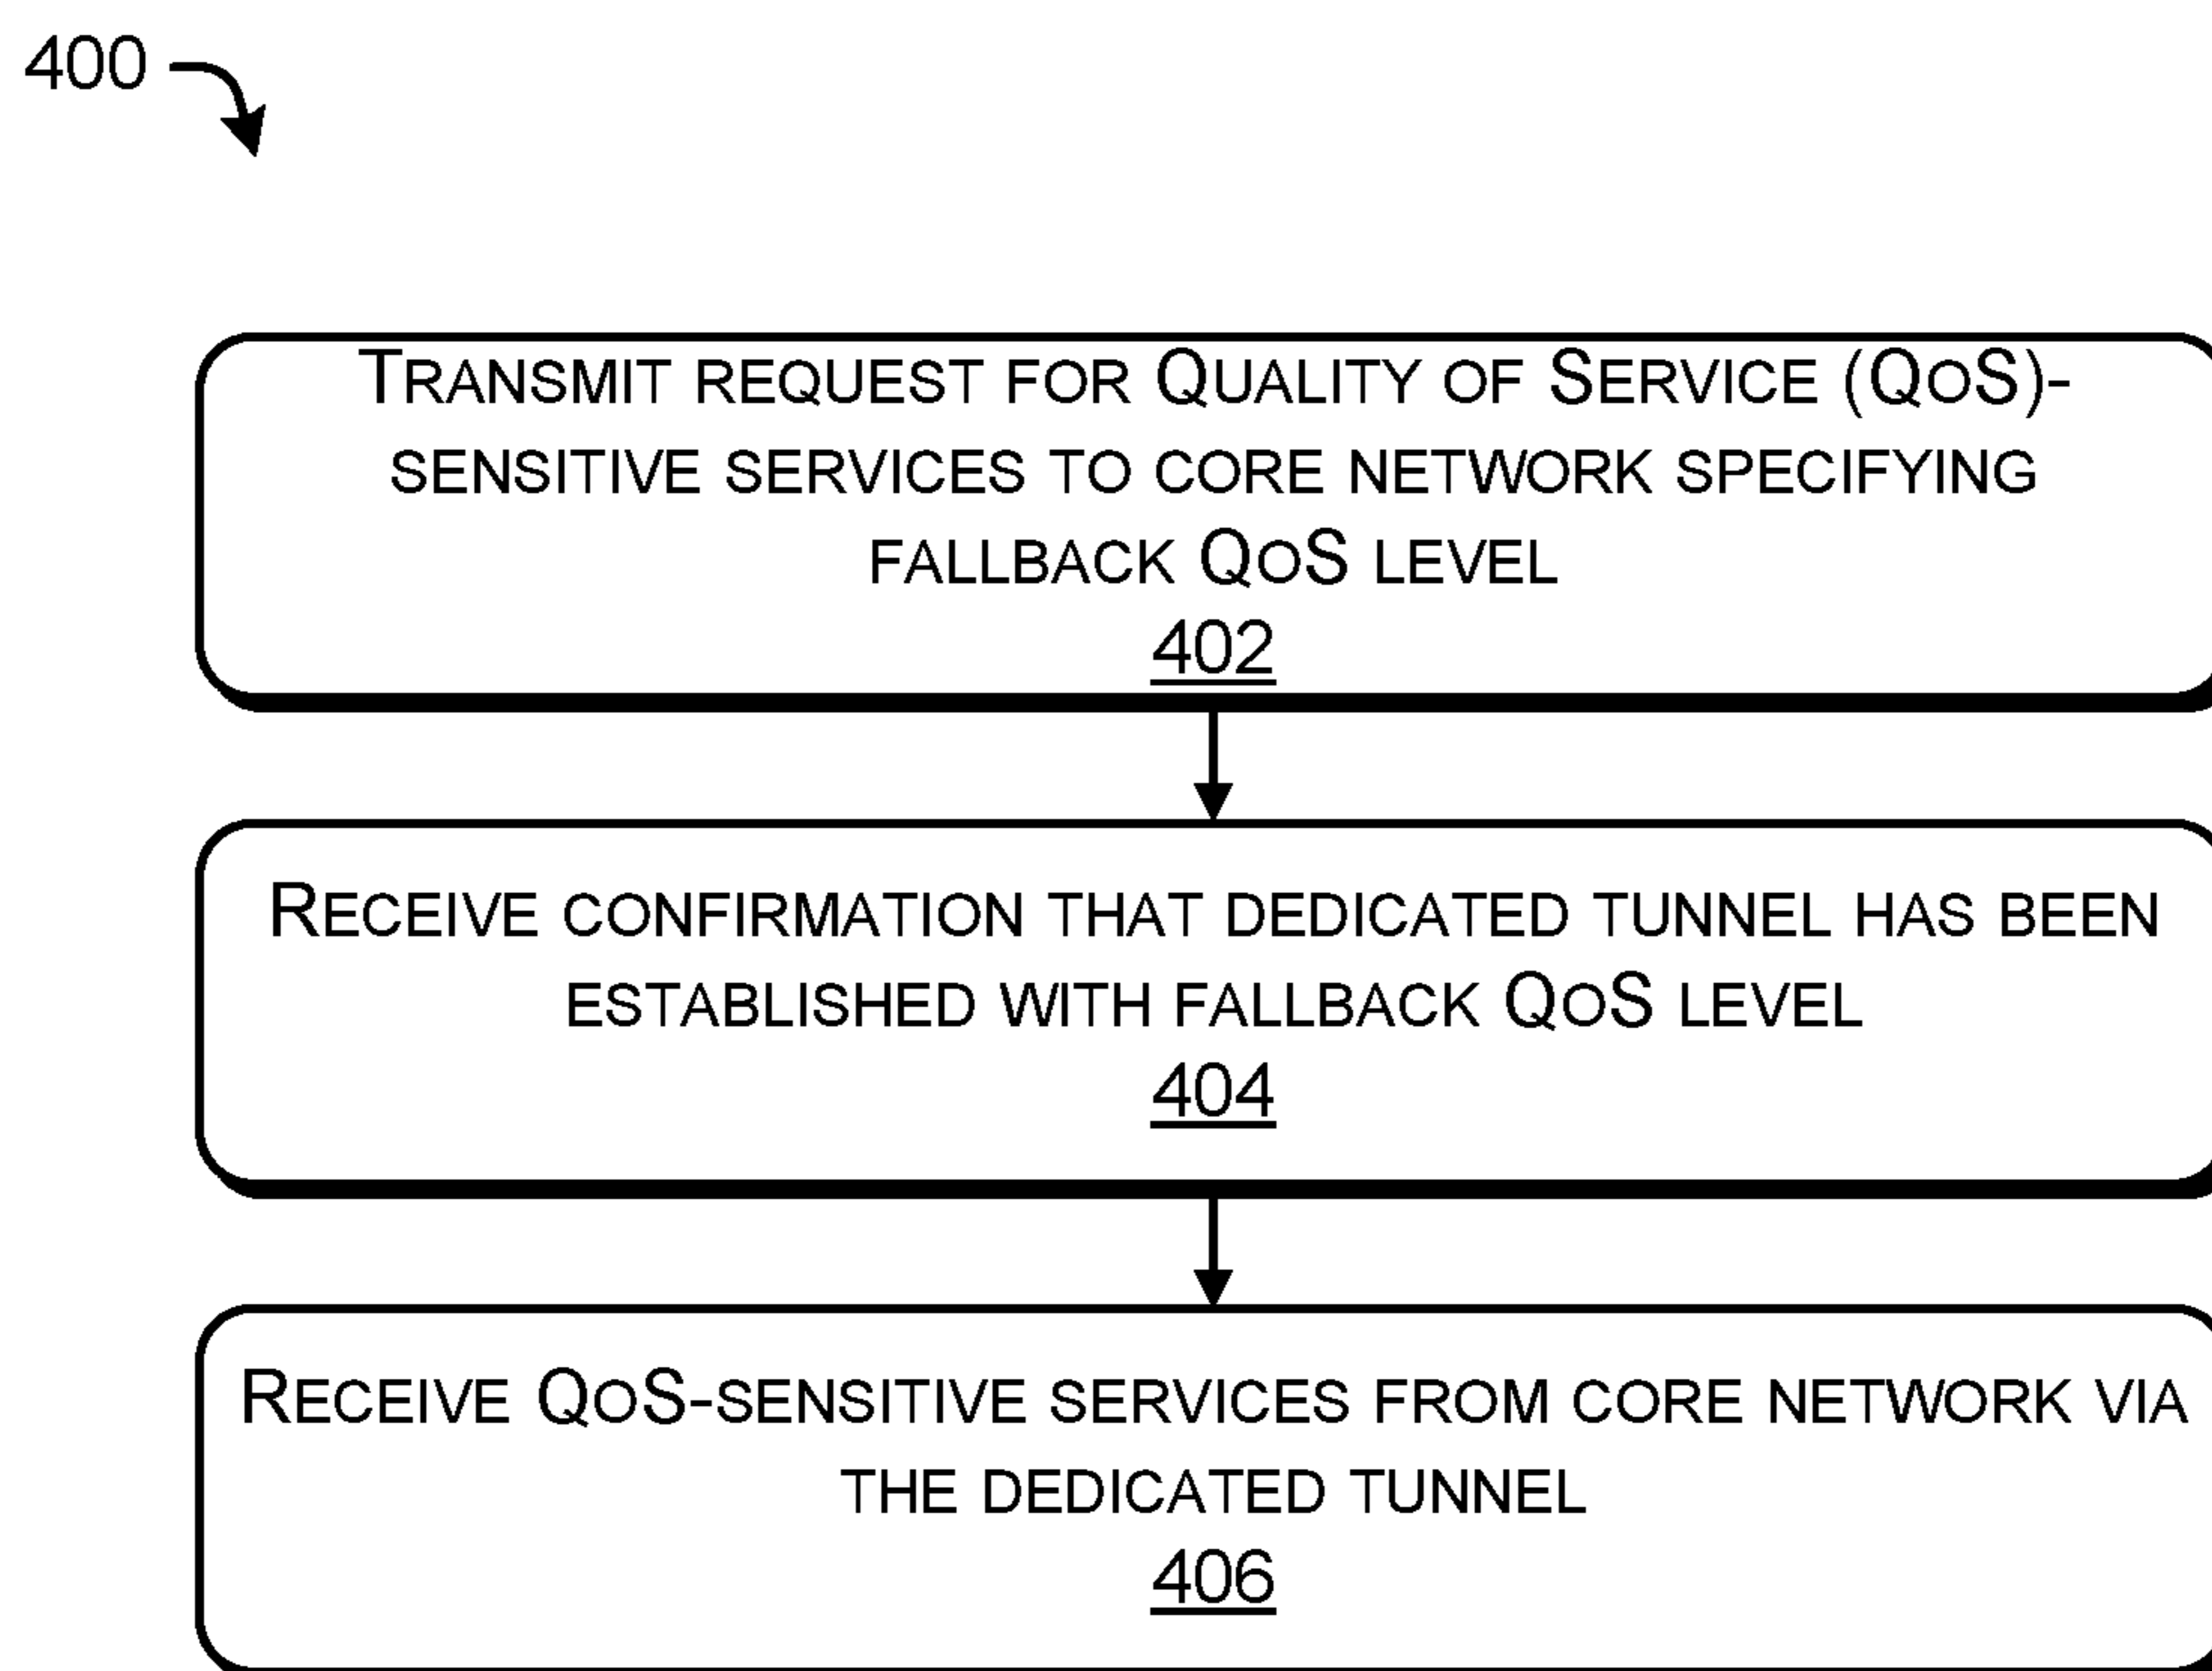 400
TRANSMIT REQUEST FOR QUALITY OF SERVICE (QOS)-
SENSITIVE SERVICES TO CORE NETWORK SPECIFYING
FALLBACK QOS LEVEL
402
RECEIVE CONFIRMATION THAT DEDICATED TUNNEL HAS BEEN
ESTABLISHED WITH FALLBACK QOS LEVEL
404
RECEIVE QOS-SENSITIVE SERVICES FROM CORE NETWORK VIA
THE DEDICATED TUNNEL
406